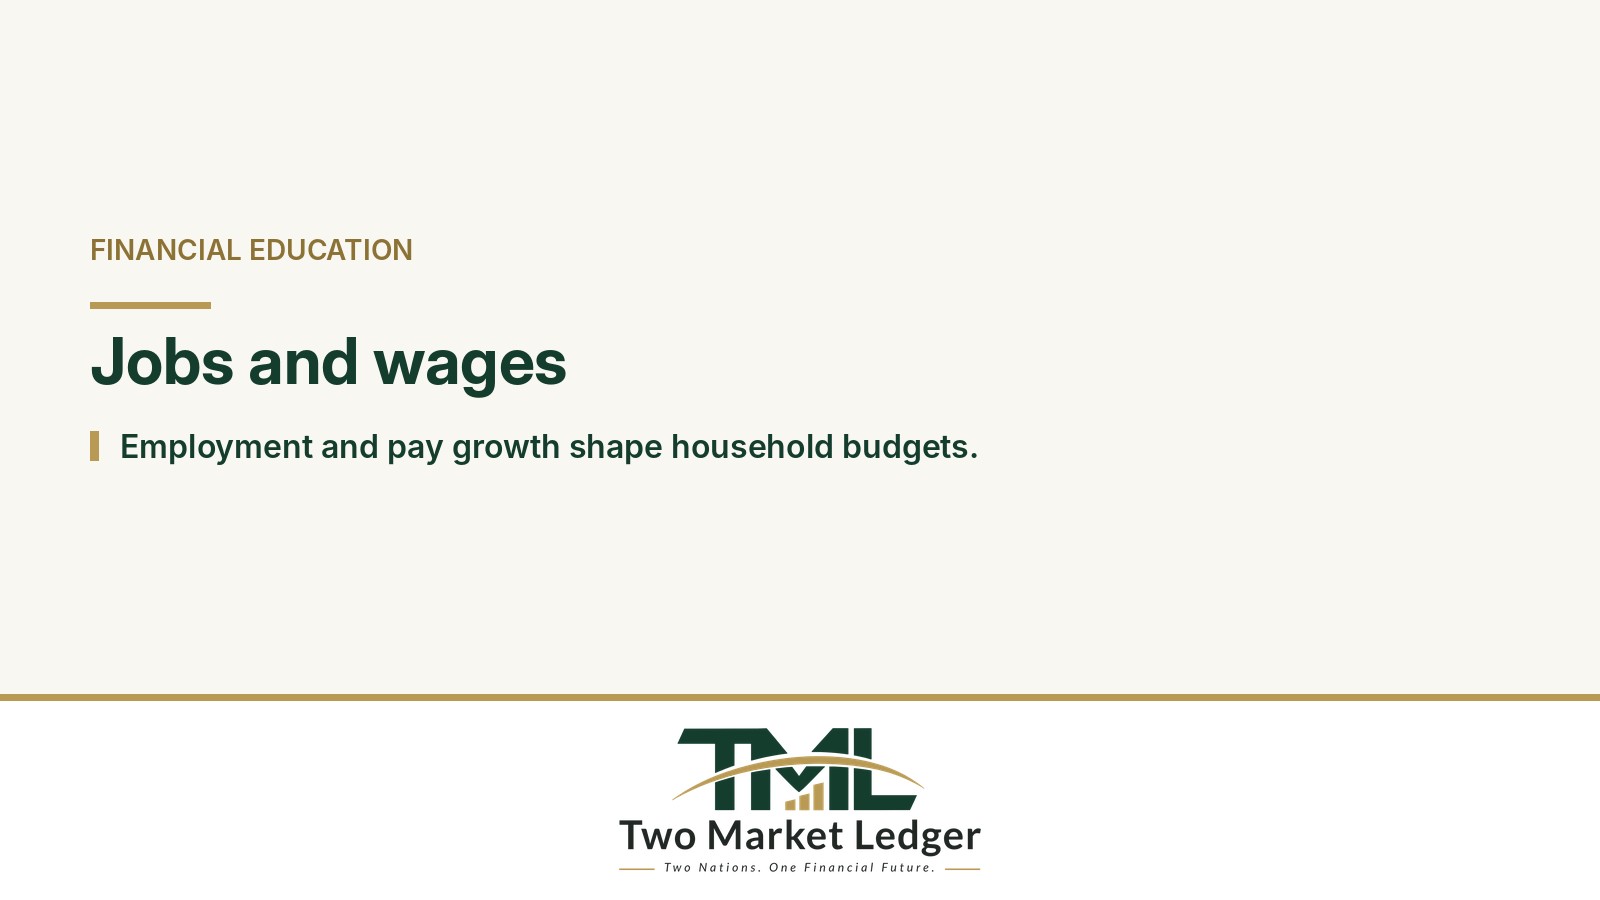 FINANCIAL EDUCATION
Jobs and wages
Employment and pay growth shape household budgets.
TML
Two Market Ledger
Two Nations. One Financial Future.